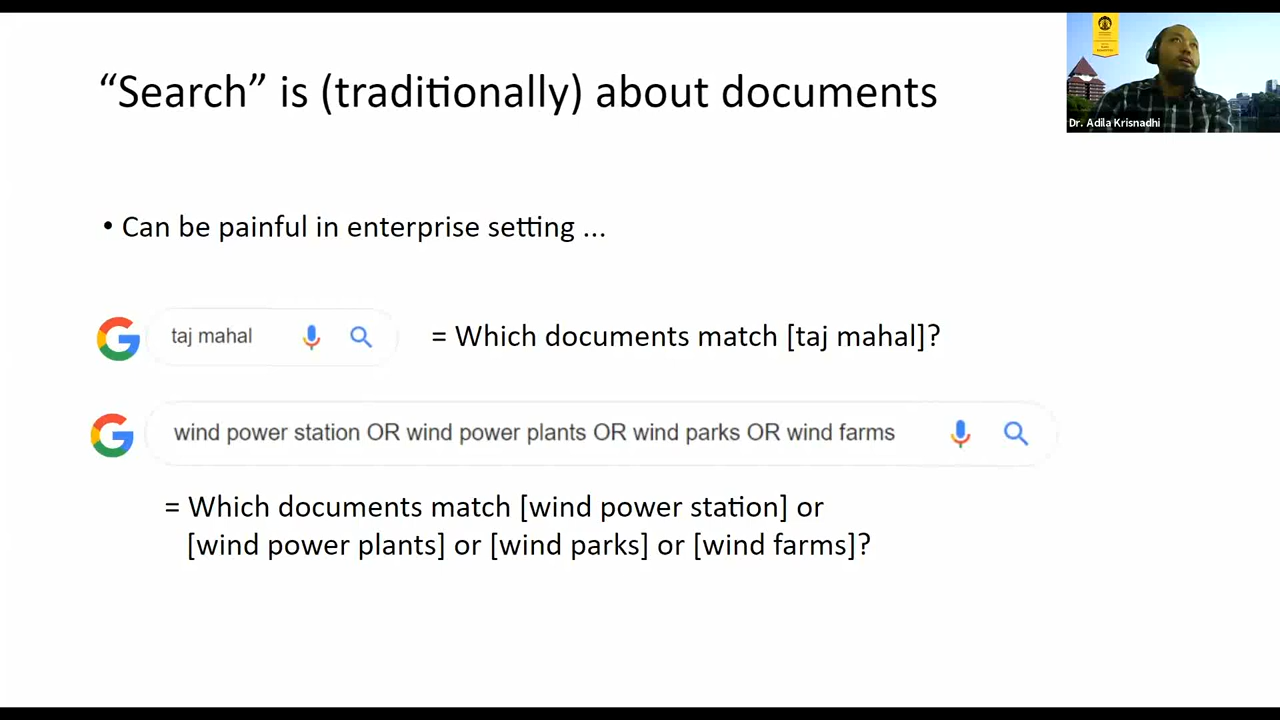 “Search” is (traditionally) about documents
Dr. Adila Krisnadhi
• Can be painful in enterprise setting ...
taj mahal
= Which documents match [taj mahal]?
wind power station OR wind power plants OR wind parks OR wind farms
= Which documents match [wind power station] or
[wind power plants] or [wind parks] or [wind farms]?